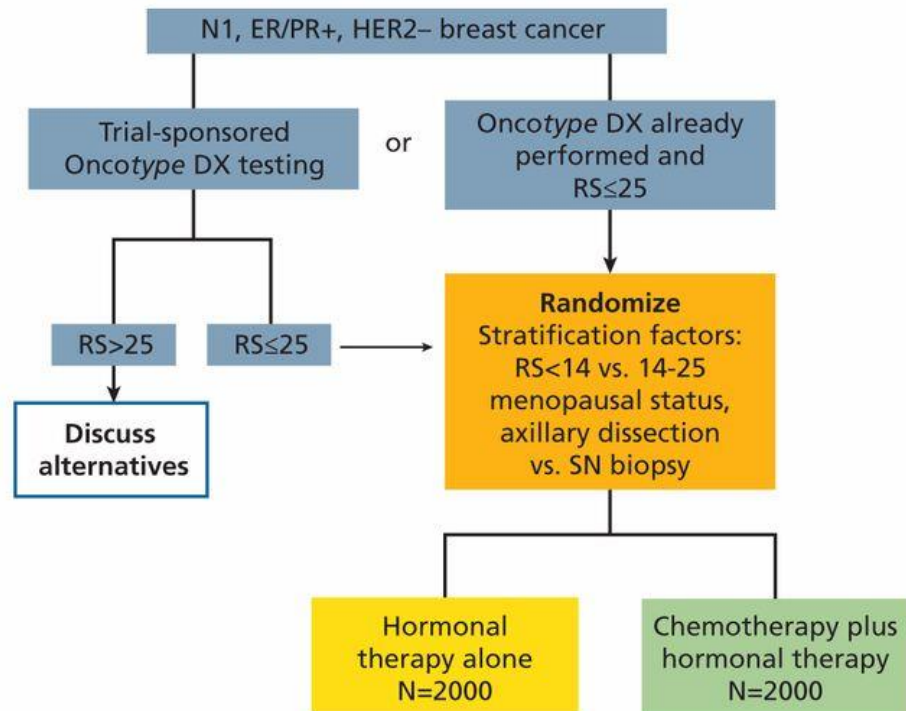 N1, ER/PR+, HER2– breast cancer
Trial-sponsored
Oncotype DX testing
or
Oncotype DX already
performed and
RS≤25
RS>25
RS≤25
Discuss
alternatives
Randomize
Stratification factors:
RS<14 vs. 14-25
menopausal status,
axillary dissection
vs. SN biopsy
Hormonal
therapy alone
N=2000
Chemotherapy plus
hormonal therapy
N=2000